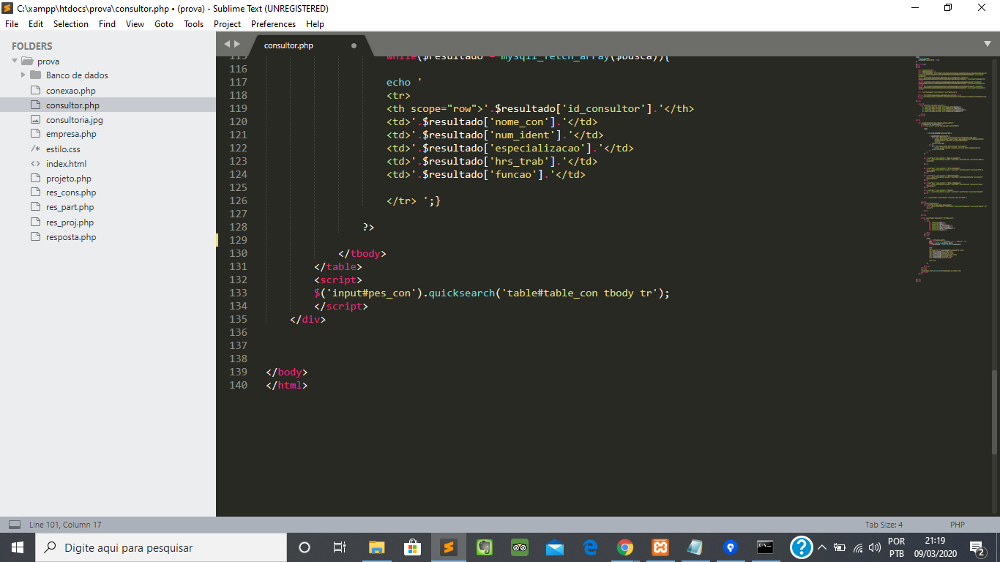 C:\xampp\htdocs\prova\consultor.php • (prova) - Sublime Text (UNREGISTERED)
File Edit Selection Find View Goto Tools Project Preferences Help
FOLDERS
prova
Banco de dados
conexao.php
consultor.php
consultoria.jpg
empresa.php
/* estilo.css
<> index.html
projeto.php
res_cons.php
res_part.php
res_proj.php
resposta.php
consultor.php
115 while($resultado = mysqli_fetch_array($busca)){
116
117 echo '
118 <tr>
119 <th scope="row">'.$resultado['id_consultor'].'</th>
120 <td>'.$resultado['nome_con'].'</td>
121 <td>'.$resultado['num_ident'].'</td>
122 <td>'.$resultado['especializacao'].'</td>
123 <td>'.$resultado['hrs_trab'].'</td>
124 <td>'.$resultado['funcao'].'</td>
125
126 </tr> ';}
127
128 ?>
129
130 </tbody>
131 </table>
132 <script>
133 $('input#pes_con').quicksearch('table#table_con tbody tr');
134 </script>
135 </div>
136
137
138
139 </body>
140 </html>
Line 101, Column 17
Tab Size: 4
PHP
Digite aqui para pesquisar
POR
PTB
21:19
09/03/2020
2